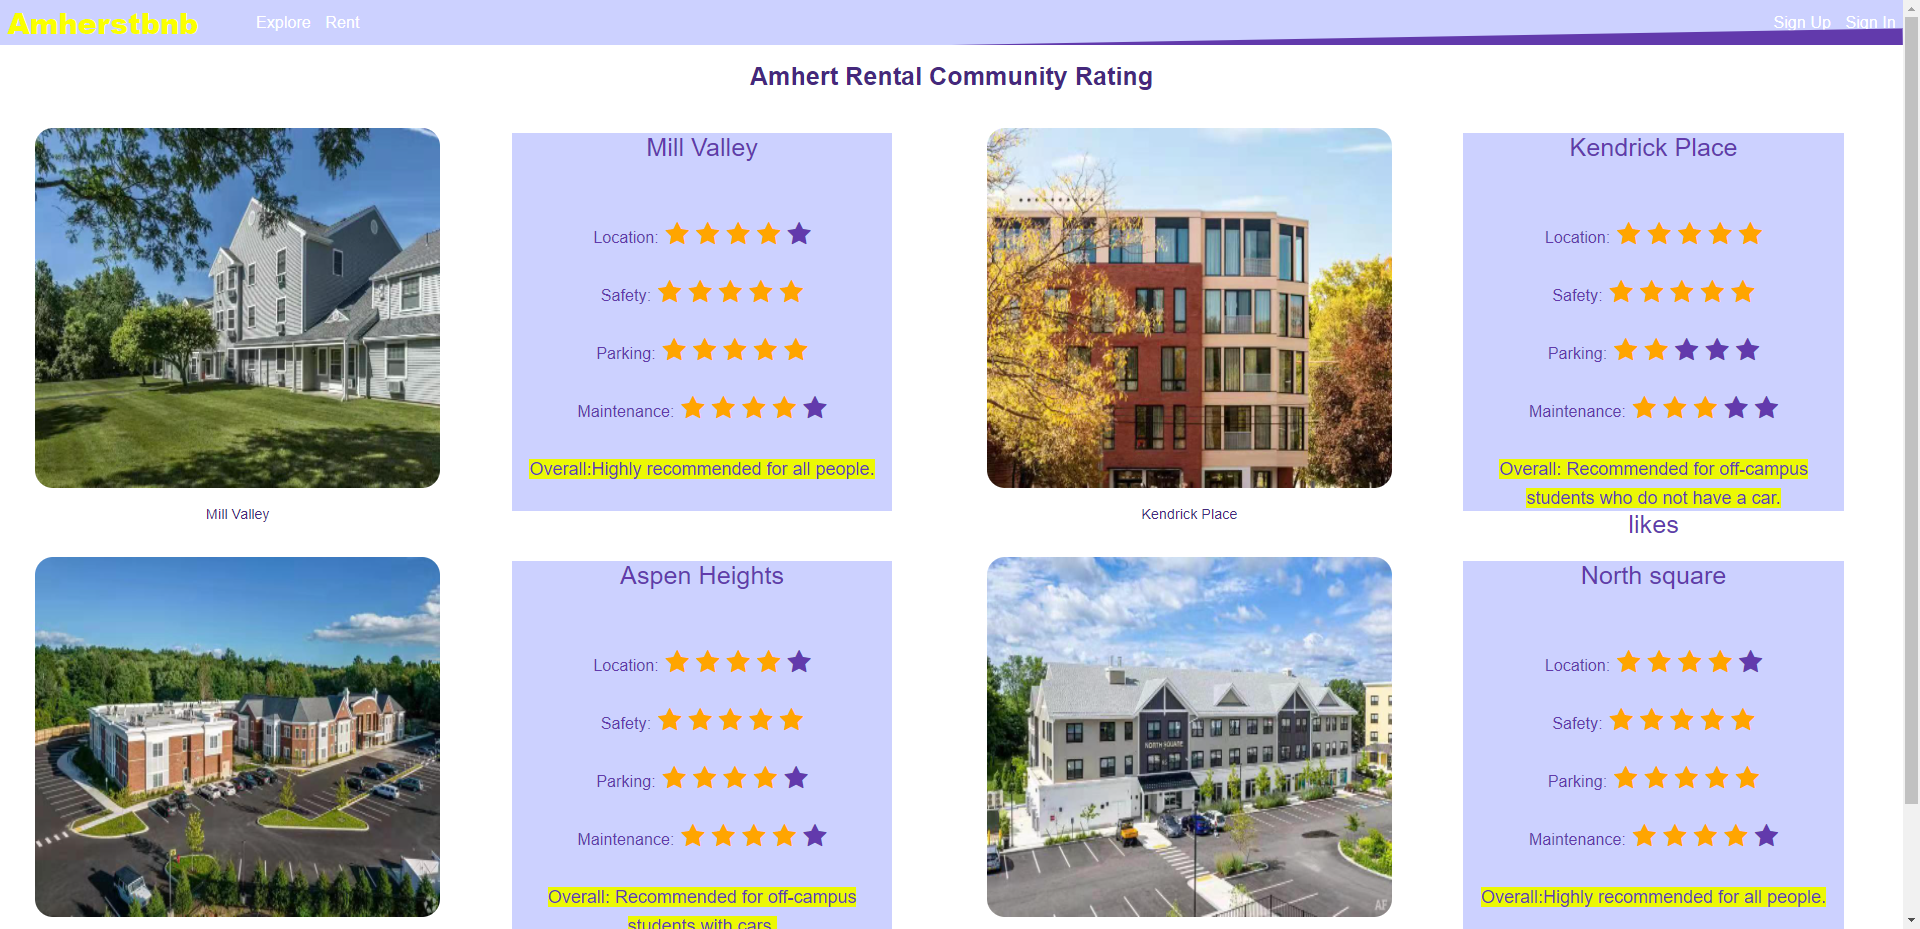 Amherstbnb
Explore Rent
Sign Up Sign In
Amhert Rental Community Rating
Mill Valley
Location:
Safety:
Parking:
Maintenance:
Overall:Highly recommended for all people.
Mill Valley
Kendrick Place
Location:
Safety:
Parking:
Maintenance:
Overall: Recommended for off-campus
students who do not have a car.
likes
Kendrick Place
Aspen Heights
Location:
Safety:
Parking:
Maintenance:
Overall: Recommended for off-campus
students with cars.
North square
Location:
Safety:
Parking:
Maintenance:
Overall:Highly recommended for all people.
NORTH SQUARE